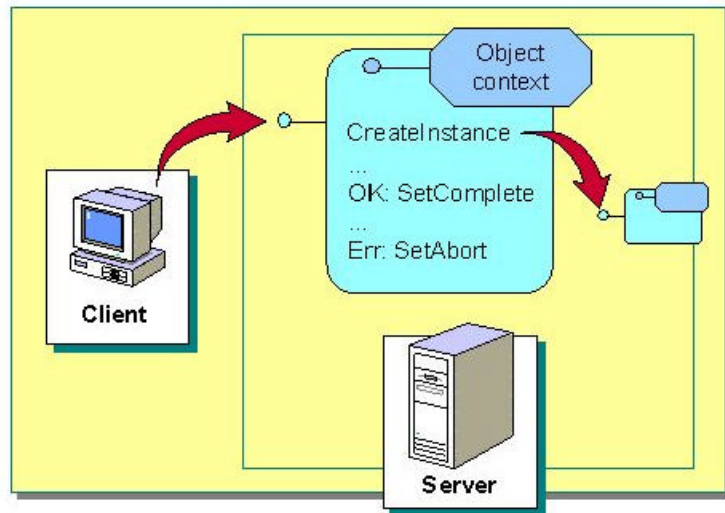 Object
context
CreateInstance
...
OK: SetComplete
...
Err: SetAbort
Client
Server